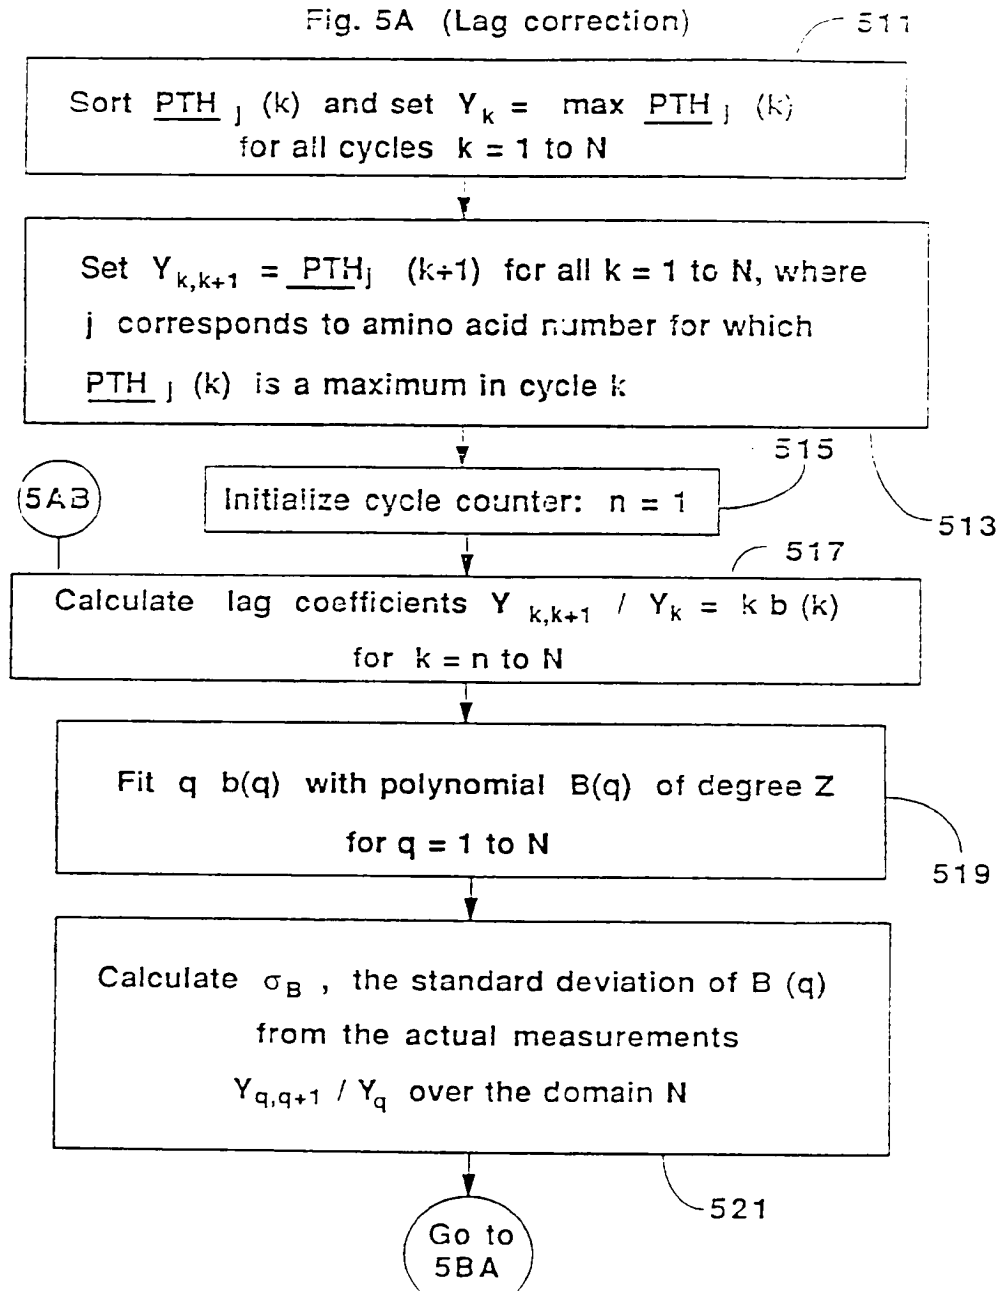 Fig. 5A (Lag correction)
511
Sort PTH j (k) and set Yk = max PTH j (k)
for all cycles k = 1 to N
Set Yk,k+1 = PTHj (k+1) for all k = 1 to N, where
j corresponds to amino acid number for which
PTH j (k) is a maximum in cycle k
515
5AB
Initialize cycle counter: n = 1
513
517
Calculate lag coefficients Y k,k+1 / Yk = k b (k)
for k = n to N
Fit q b(q) with polynomial B(q) of degree Z
for q = 1 to N
519
Calculate σB , the standard deviation of B (q)
from the actual measurements
Yq,q+1 / Yq over the domain N
521
Go to
5BA